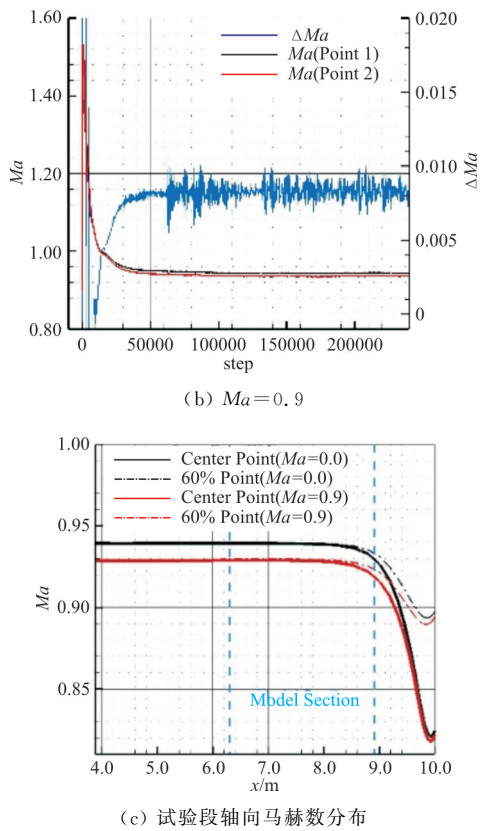 1.60
1.40
1.20
1.00
0.80
Ma
ΔMa
Ma(Point 1)
Ma(Point 2)
0.020
0.015
0.010
0.005
0
ΔMa
0 50000 100000 150000 200000
step
(b) Ma=0.9
1.00
0.95
0.90
0.85
Ma
Center Point(Ma=0.0)
60% Point(Ma=0.0)
Center Point(Ma=0.9)
60% Point(Ma=0.9)
Model Section
4.0 5.0 6.0 7.0 8.0 9.0 10.0
x/m
(c) 试验段轴向马赫数分布